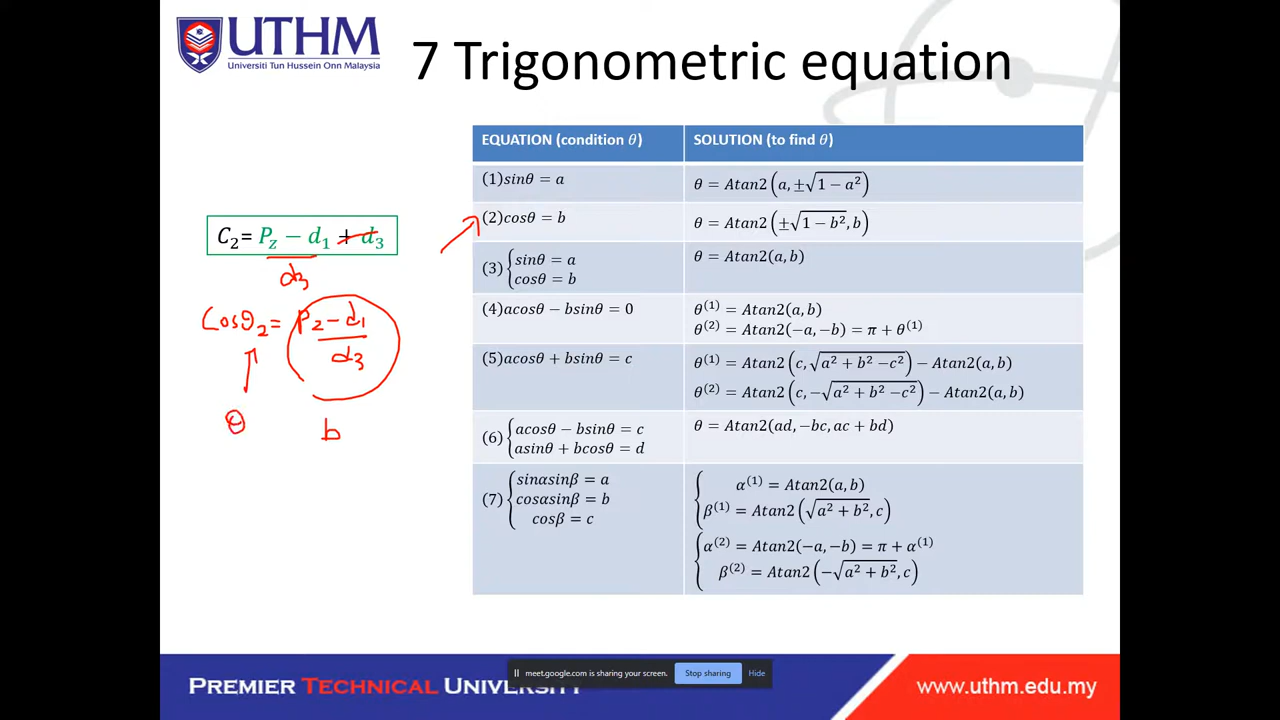 UTHM
Universiti Tun Hussein Onn Malaysia
7 Trigonometric equation
C₂= P_z − d₁ + d₃
d₃
Cosθ₂ = P_z − d₁
d₃
θ
b
EQUATION (condition θ) SOLUTION (to find θ)
(1)sinθ = a θ = Atan2(a, ±√(1 − a²))
(2)cosθ = b θ = Atan2(±√(1 − b²), b)
(3) { sinθ = a θ = Atan2(a, b)
cosθ = b
(4)acosθ − bsinθ = 0 θ⁽¹⁾ = Atan2(a, b)
θ⁽²⁾ = Atan2(−a, −b) = π + θ⁽¹⁾
(5)acosθ + bsinθ = c θ⁽¹⁾ = Atan2(c, √(a² + b² − c²)) − Atan2(a, b)
θ⁽²⁾ = Atan2(c, −√(a² + b² − c²)) − Atan2(a, b)
(6) { acosθ − bsinθ = c θ = Atan2(ad, −bc, ac + bd)
asinθ + bcosθ = d
(7) { sinαsinβ = a
cosαsinβ = b
cosβ = c
{ α⁽¹⁾ = Atan2(a, b)
β⁽¹⁾ = Atan2(√(a² + b²), c)
{ α⁽²⁾ = Atan2(−a, −b) = π + α⁽¹⁾
β⁽²⁾ = Atan2(−√(a² + b²), c)
PREMIER TECHNICAL UNIVERSITY
meet.google.com is sharing your screen. Stop sharing Hide
www.uthm.edu.my